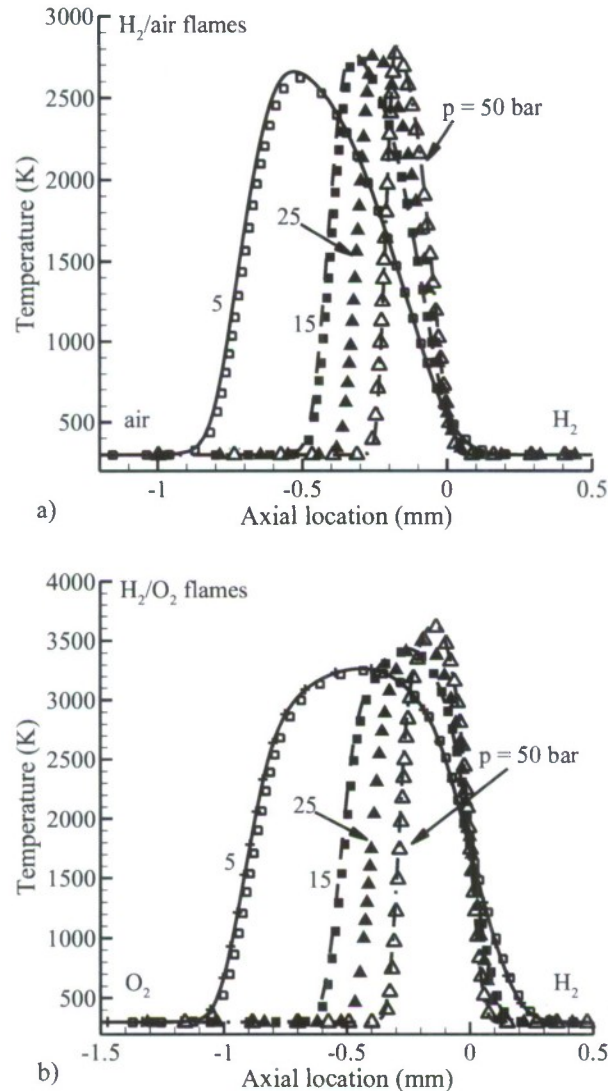 H₂/air flames
3000
2500
2000
1500
1000
500
Temperature (K)
p = 50 bar
25
5
15
air
H₂
-1
-0.5
0
0.5
Axial location (mm)
a)
H₂/O₂ flames
4000
3500
3000
2500
2000
1500
1000
500
Temperature (K)
p = 50 bar
25
5
15
O₂
H₂
-1.5
-1
-0.5
0
0.5
Axial location (mm)
b)